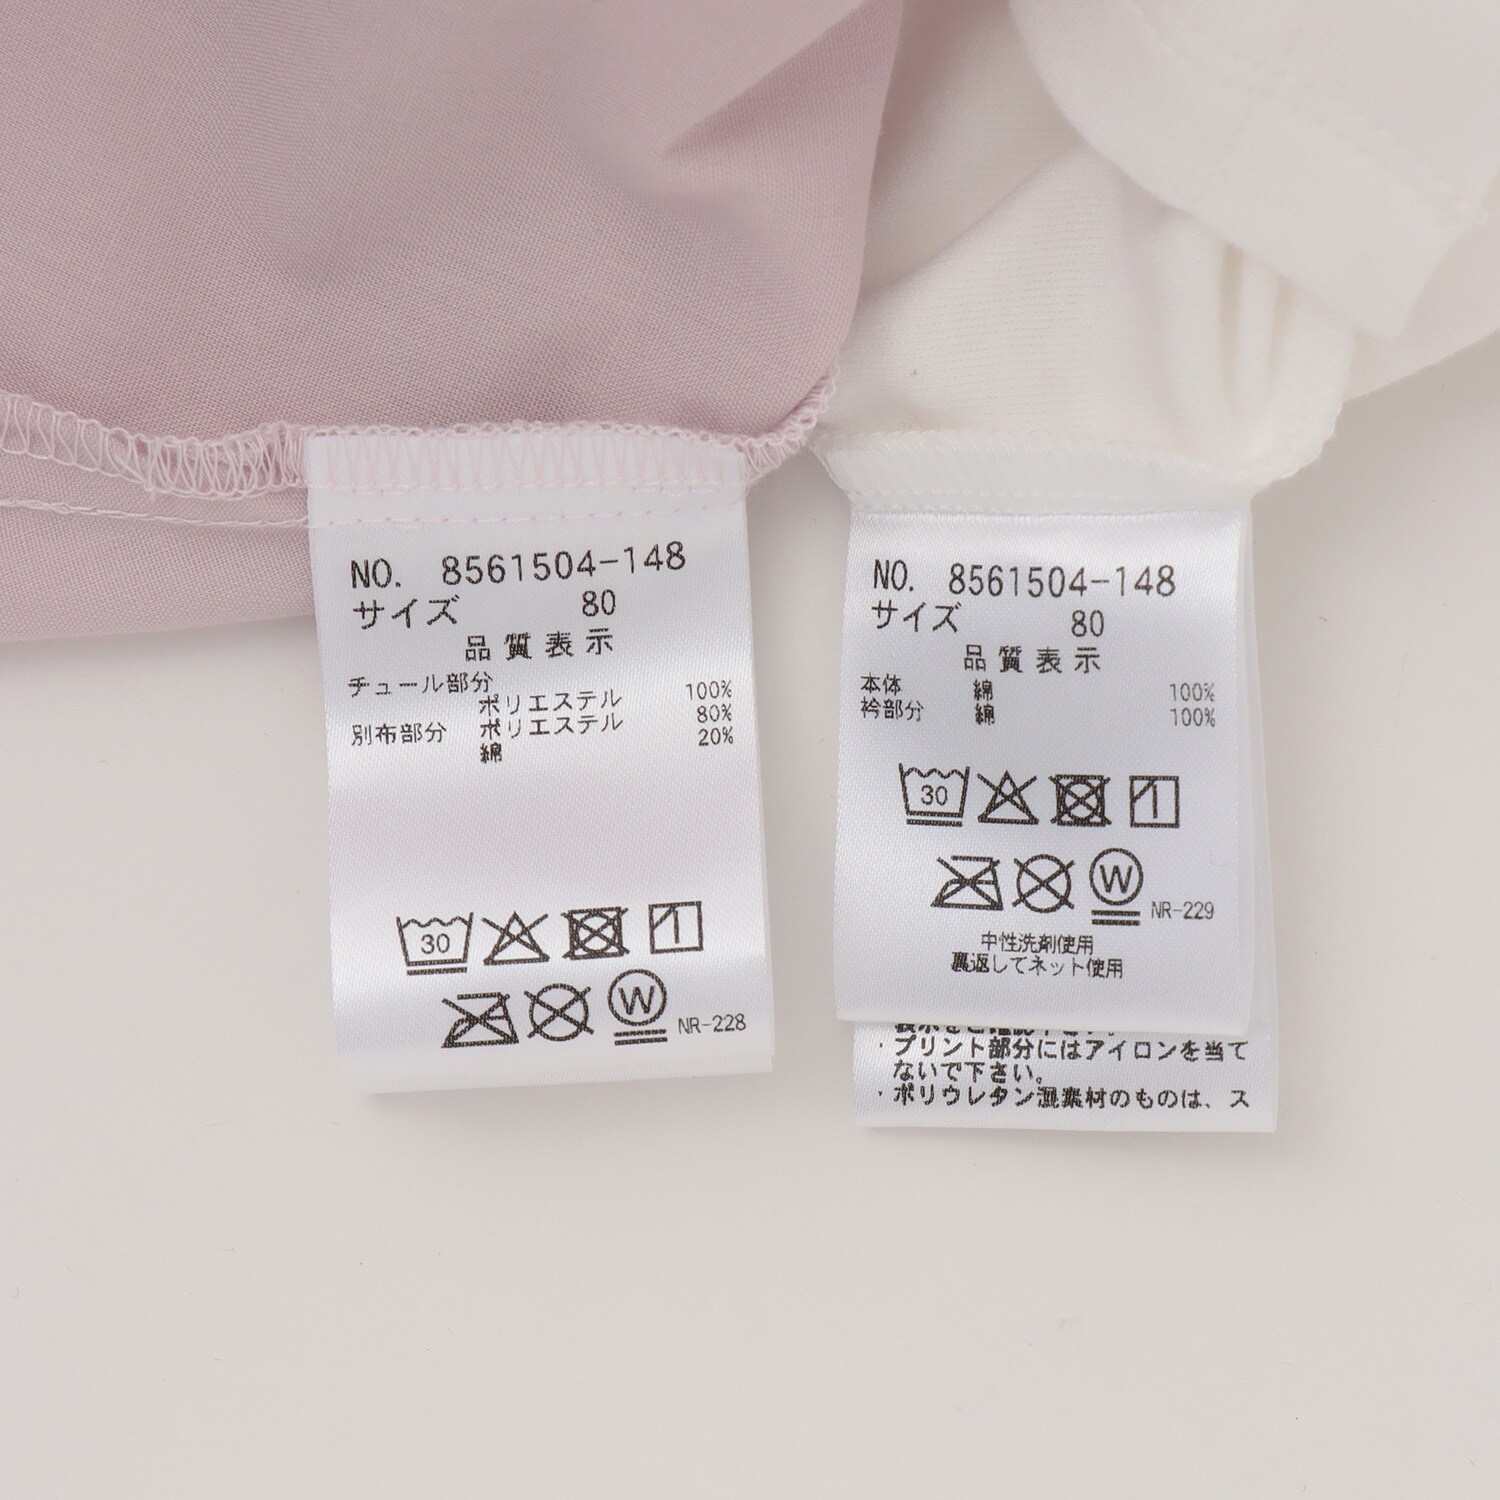 NO. 8561504-148
サイズ 80
品質表示
チュール部分
ポリエステル 100%
別布部分 ポリエステル 80%
綿 20%
30
W NR-228
NO. 8561504-148
サイズ 80
品質表示
本体 綿 100%
衿部分 綿 100%
30
W NR-229
中性洗剤使用
裏返してネット使用
・プリント部分にはアイロンを当て
ないで下さい。
・ポリウレタン混素材のものは、ス